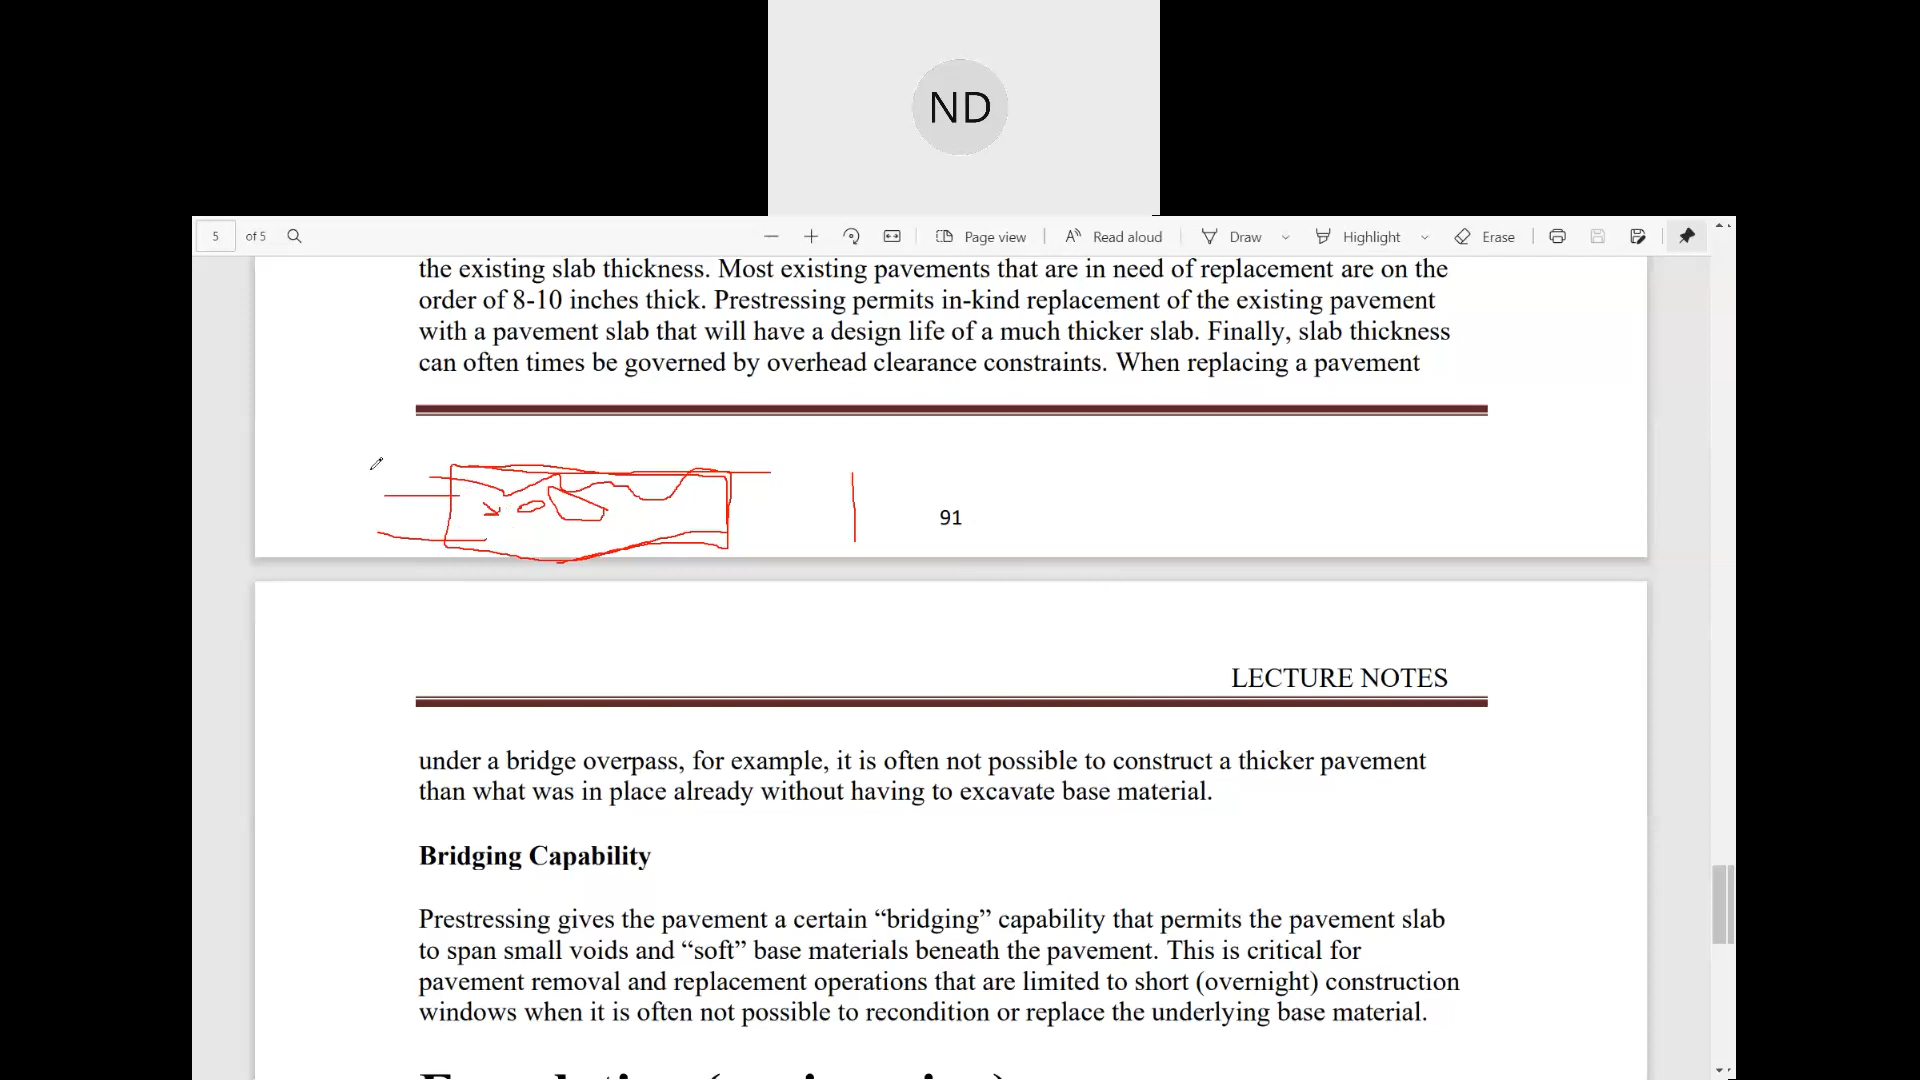 ND
5 of 5
Page view
Read aloud
Draw
Highlight
Erase
the existing slab thickness. Most existing pavements that are in need of replacement are on the
order of 8-10 inches thick. Prestressing permits in-kind replacement of the existing pavement
with a pavement slab that will have a design life of a much thicker slab. Finally, slab thickness
can often times be governed by overhead clearance constraints. When replacing a pavement
91
LECTURE NOTES
under a bridge overpass, for example, it is often not possible to construct a thicker pavement
than what was in place already without having to excavate base material.
Bridging Capability
Prestressing gives the pavement a certain “bridging” capability that permits the pavement slab
to span small voids and “soft” base materials beneath the pavement. This is critical for
pavement removal and replacement operations that are limited to short (overnight) construction
windows when it is often not possible to recondition or replace the underlying base material.